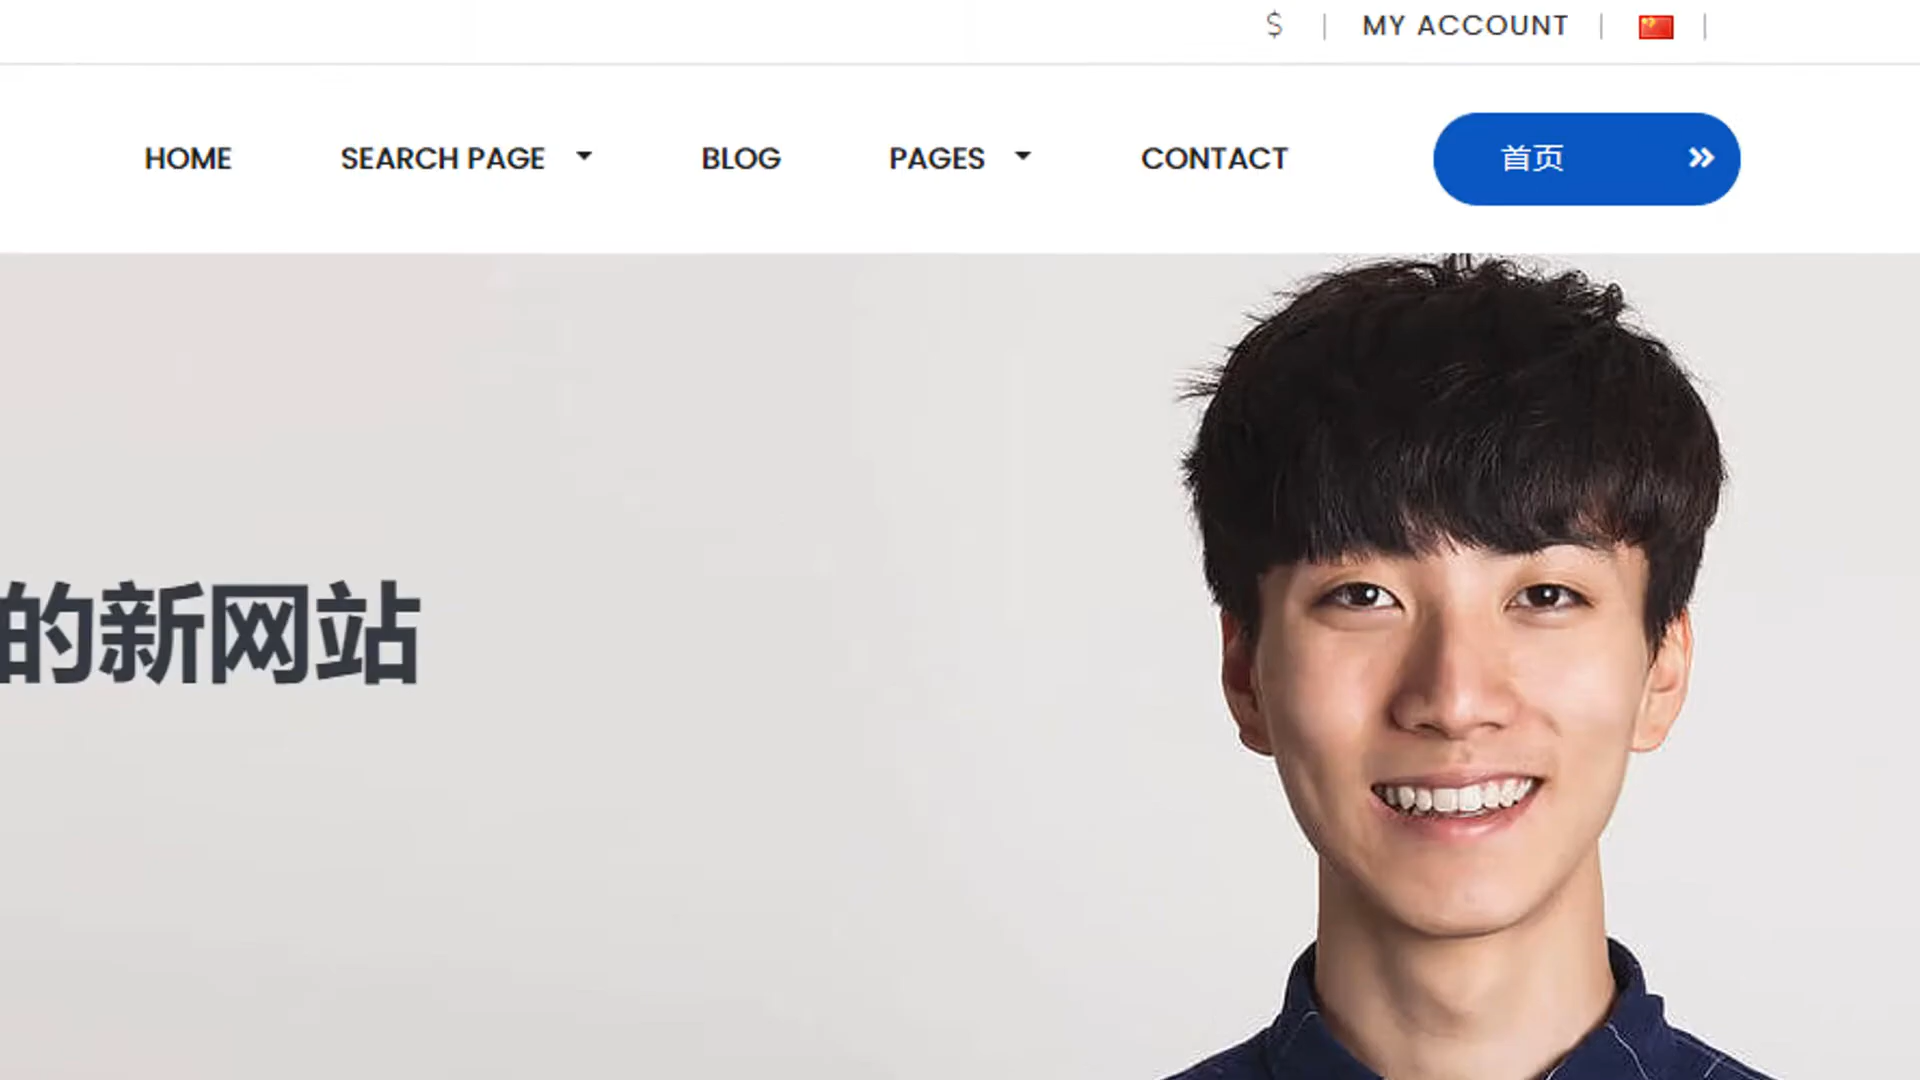 $ | MY ACCOUNT | |
HOME SEARCH PAGE BLOG PAGES CONTACT 首页
的新网站